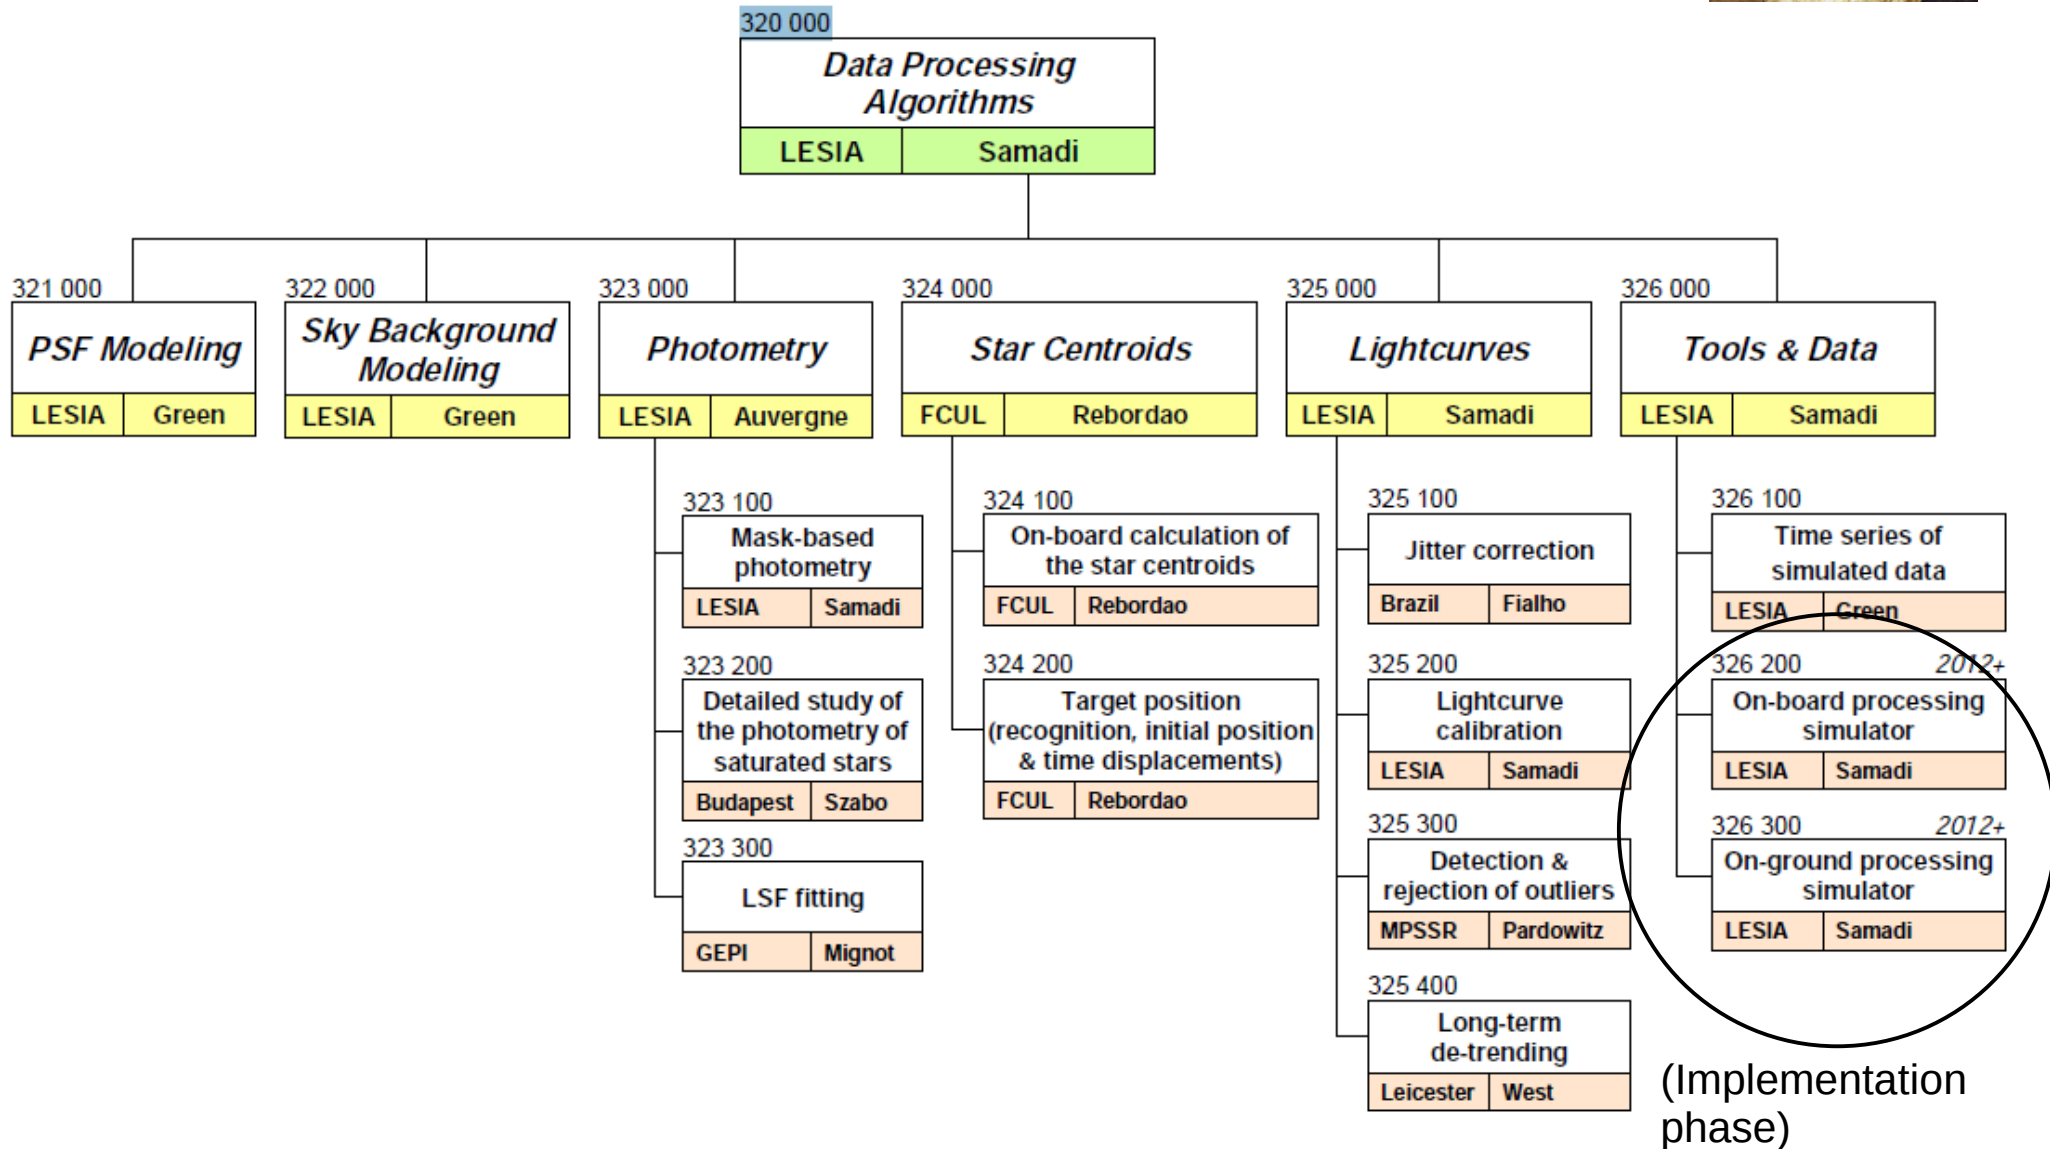 320 000
Data Processing
Algorithms
LESIA Samadi
321 000
PSF Modeling
LESIA Green
322 000
Sky Background
Modeling
LESIA Green
323 000
Photometry
LESIA Auvergne
324 000
Star Centroids
FCUL Rebordao
325 000
Lightcurves
LESIA Samadi
326 000
Tools & Data
LESIA Samadi
323 100
Mask-based
photometry
LESIA Samadi
323 200
Detailed study of
the photometry of
saturated stars
Budapest Szabo
323 300
LSF fitting
GEPI Mignot
324 100
On-board calculation of
the star centroids
FCUL Rebordao
324 200
Target position
(recognition, initial position
& time displacements)
FCUL Rebordao
325 100
Jitter correction
Brazil Fialho
325 200
Lightcurve
calibration
LESIA Samadi
325 300
Detection &
rejection of outliers
MPSSR Pardowitz
325 400
Long-term
de-trending
Leicester West
326 100
Time series of
simulated data
LESIA Green
326 200 2012+
On-board processing
simulator
LESIA Samadi
326 300 2012+
On-ground processing
simulator
LESIA Samadi
(Implementation
phase)